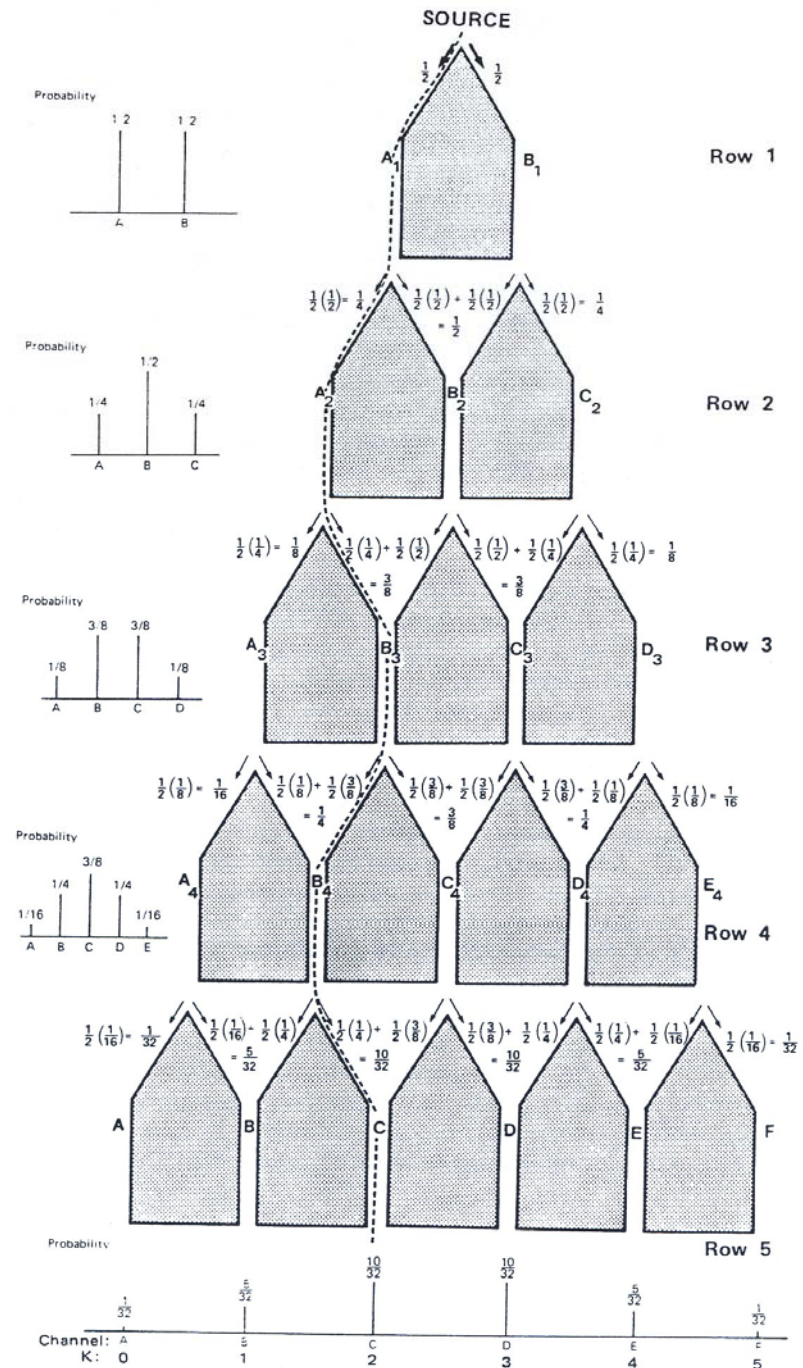 SOURCE
1/2 1/2
Probability
1 2 1 2
A B
A1 B1 Row 1
1/2 (1/2) = 1/4 1/2 (1/2) + 1/2 (1/2) = 1/2 1/2 (1/2) = 1/4
Probability
1/4 1/2 1/4
A B C
A2 B2 C2 Row 2
1/2 (1/4) = 1/8 1/2 (1/4) + 1/2 (1/2) = 3/8 1/2 (1/2) + 1/2 (1/4) = 3/8 1/2 (1/4) = 1/8
Probability
1/8 3/8 3/8 1/8
A B C D
A3 B3 C3 D3 Row 3
1/2 (1/8) = 1/16 1/2 (1/8) + 1/2 (3/8) = 1/4 1/2 (3/8) + 1/2 (3/8) = 3/8 1/2 (3/8) + 1/2 (1/8) = 1/4 1/2 (1/8) = 1/16
Probability
1/16 1/4 3/8 1/4 1/16
A B C D E
A4 B4 C4 D4 E4
Row 4
1/2 (1/16) = 1/32 1/2 (1/16) + 1/2 (1/4) = 5/32 1/2 (1/4) + 1/2 (3/8) = 10/32 1/2 (3/8) + 1/2 (1/4) = 10/32 1/2 (1/4) + 1/2 (1/16) = 5/32 1/2 (1/16) = 1/32
A B C D E F
Probability Row 5
1/32 5/32 10/32 10/32 5/32 1/32
Channel: A B C D E F
K: 0 1 2 3 4 5